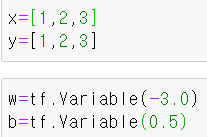 x=[1,2,3]
y=[1,2,3]
w=tf.Variable(-3.0)
b=tf.Variable(0.5)